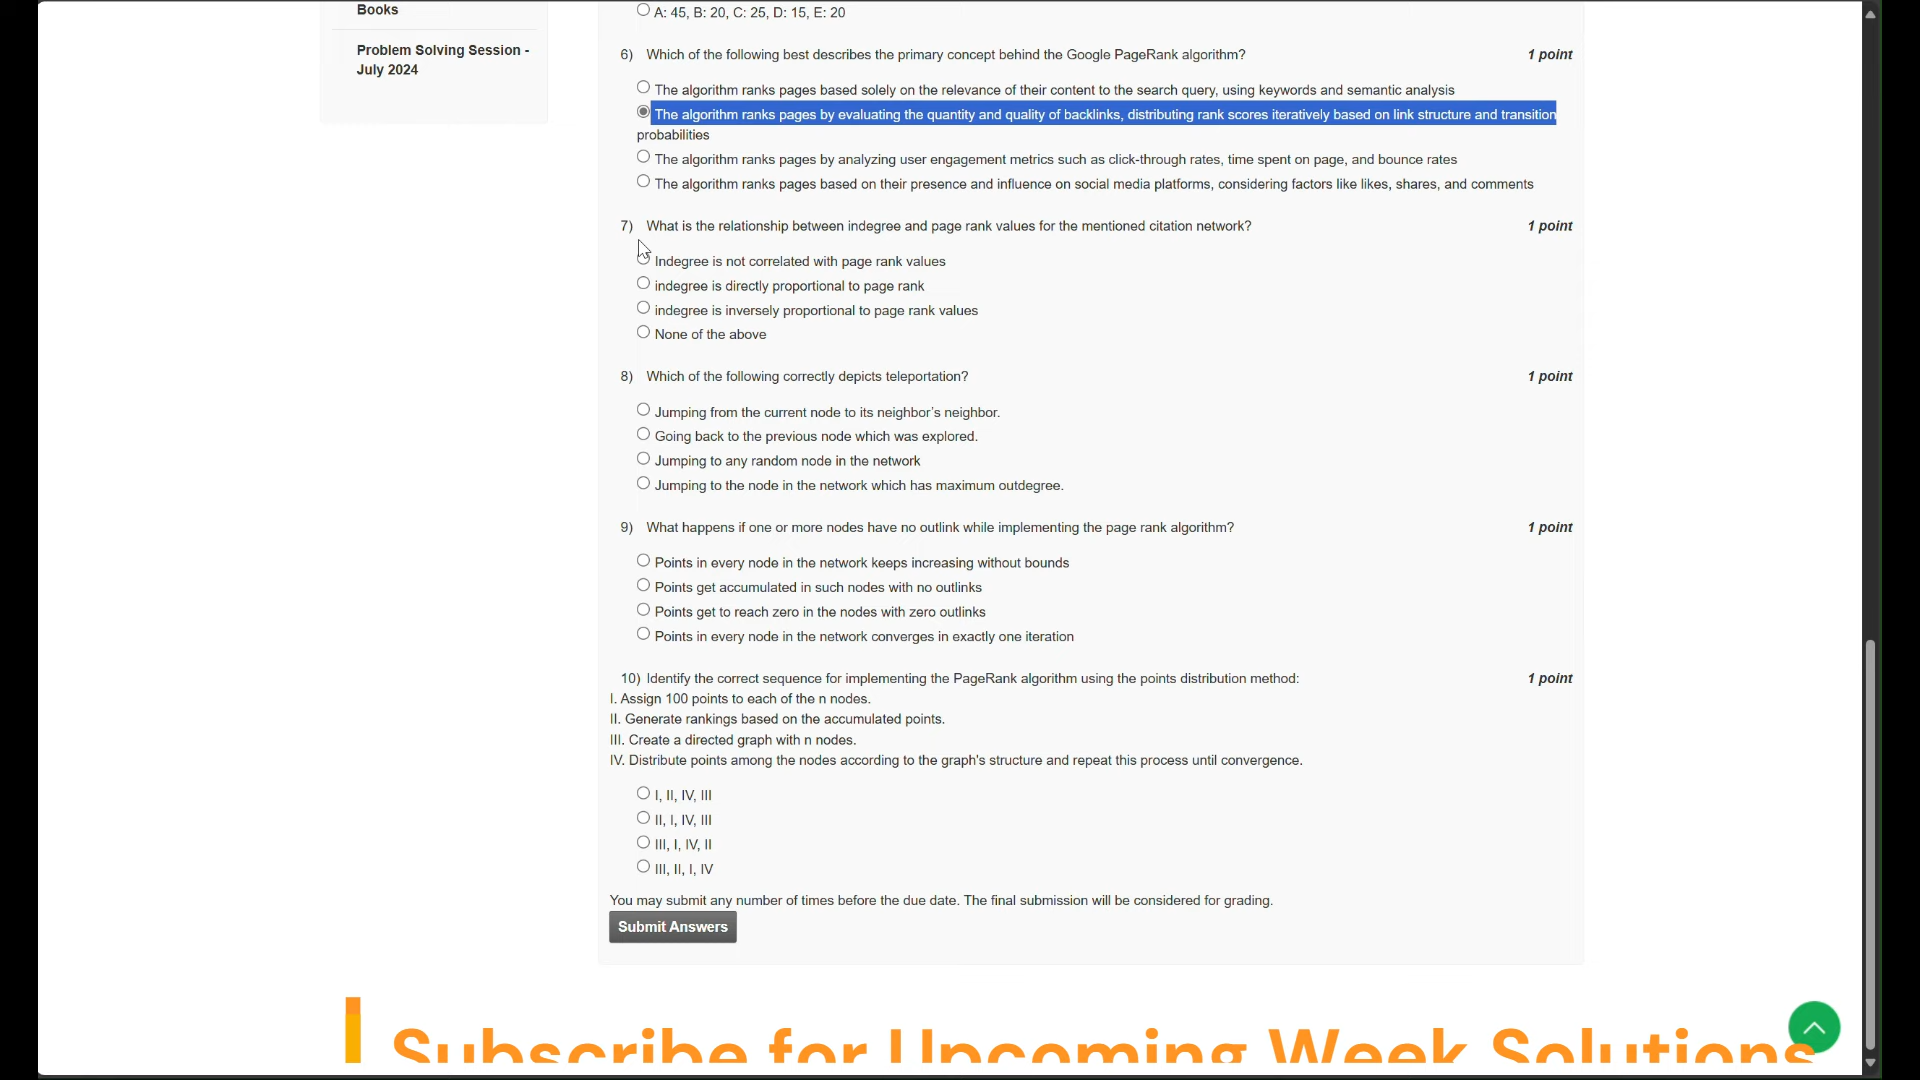 Books
Problem Solving Session -
July 2024
A: 45, B: 20, C: 25, D: 15, E: 20
6) Which of the following best describes the primary concept behind the Google PageRank algorithm? 1 point
The algorithm ranks pages based solely on the relevance of their content to the search query, using keywords and semantic analysis
The algorithm ranks pages by evaluating the quantity and quality of backlinks, distributing rank scores iteratively based on link structure and transition
probabilities
The algorithm ranks pages by analyzing user engagement metrics such as click-through rates, time spent on page, and bounce rates
The algorithm ranks pages based on their presence and influence on social media platforms, considering factors like likes, shares, and comments
7) What is the relationship between indegree and page rank values for the mentioned citation network? 1 point
Indegree is not correlated with page rank values
indegree is directly proportional to page rank
indegree is inversely proportional to page rank values
None of the above
8) Which of the following correctly depicts teleportation? 1 point
Jumping from the current node to its neighbor's neighbor.
Going back to the previous node which was explored.
Jumping to any random node in the network
Jumping to the node in the network which has maximum outdegree.
9) What happens if one or more nodes have no outlink while implementing the page rank algorithm? 1 point
Points in every node in the network keeps increasing without bounds
Points get accumulated in such nodes with no outlinks
Points get to reach zero in the nodes with zero outlinks
Points in every node in the network converges in exactly one iteration
10) Identify the correct sequence for implementing the PageRank algorithm using the points distribution method: 1 point
I. Assign 100 points to each of the n nodes.
II. Generate rankings based on the accumulated points.
III. Create a directed graph with n nodes.
IV. Distribute points among the nodes according to the graph's structure and repeat this process until convergence.
I, II, IV, III
II, I, IV, III
III, I, IV, II
III, II, I, IV
You may submit any number of times before the due date. The final submission will be considered for grading.
Submit Answers
Subscribe for Upcoming Week Solutions